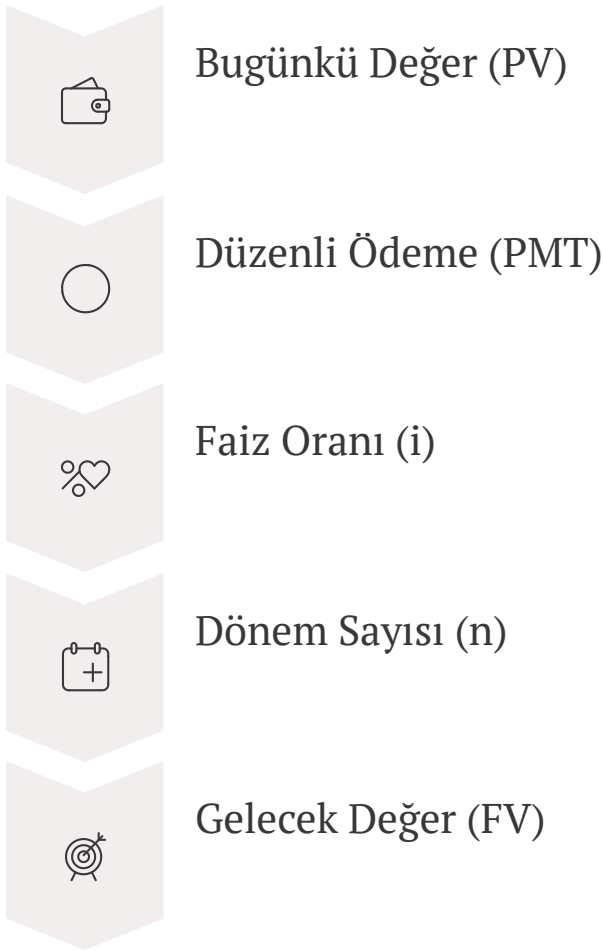 Bugünkü Değer (PV)
Düzenli Ödeme (PMT)
Faiz Oranı (i)
Dönem Sayısı (n)
Gelecek Değer (FV)